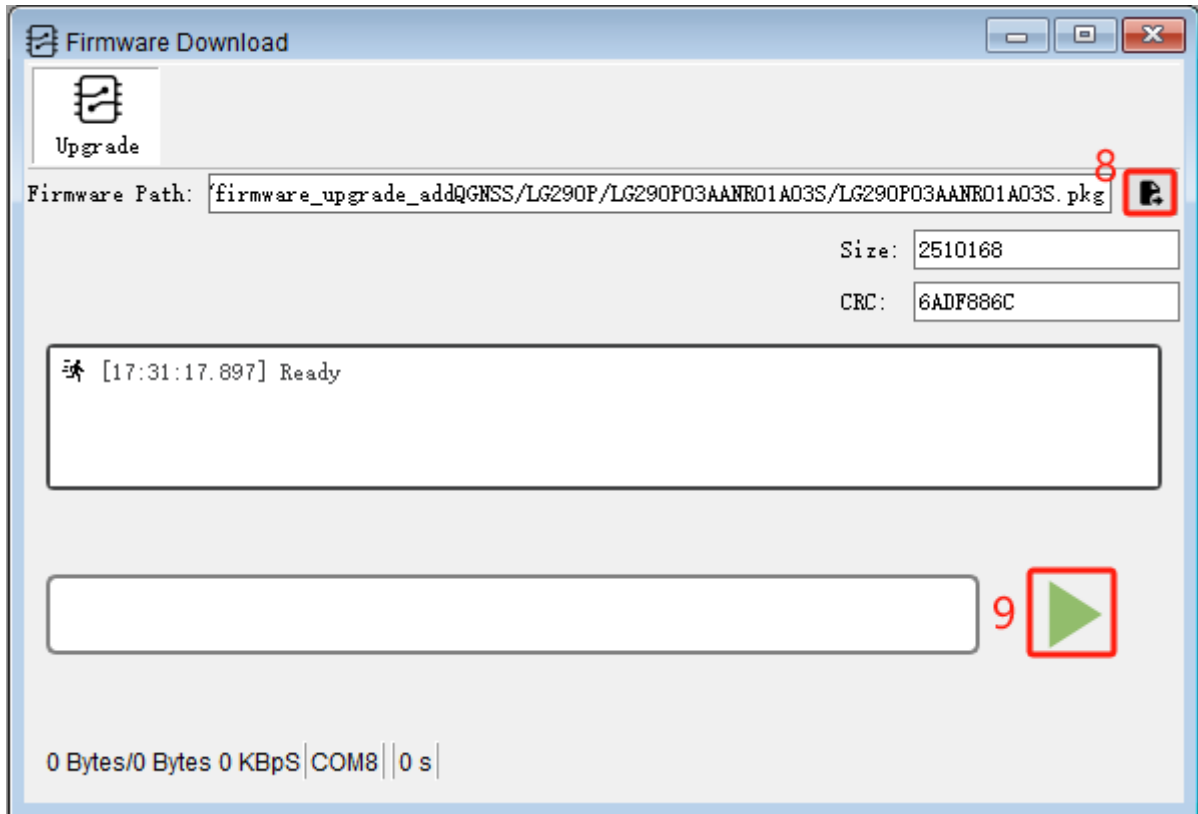 Firmware Download
Upgrade
8
Firmware Path: /firmware_upgrade_addQGNSS/LG290P/LG290P03AANR01A03S/LG290P03AANR01A03S.pkg
Size: 2510168
CRC: 6ADF886C
[17:31:17.897] Ready
9
0 Bytes/0 Bytes 0 KBpS COM8 0 s